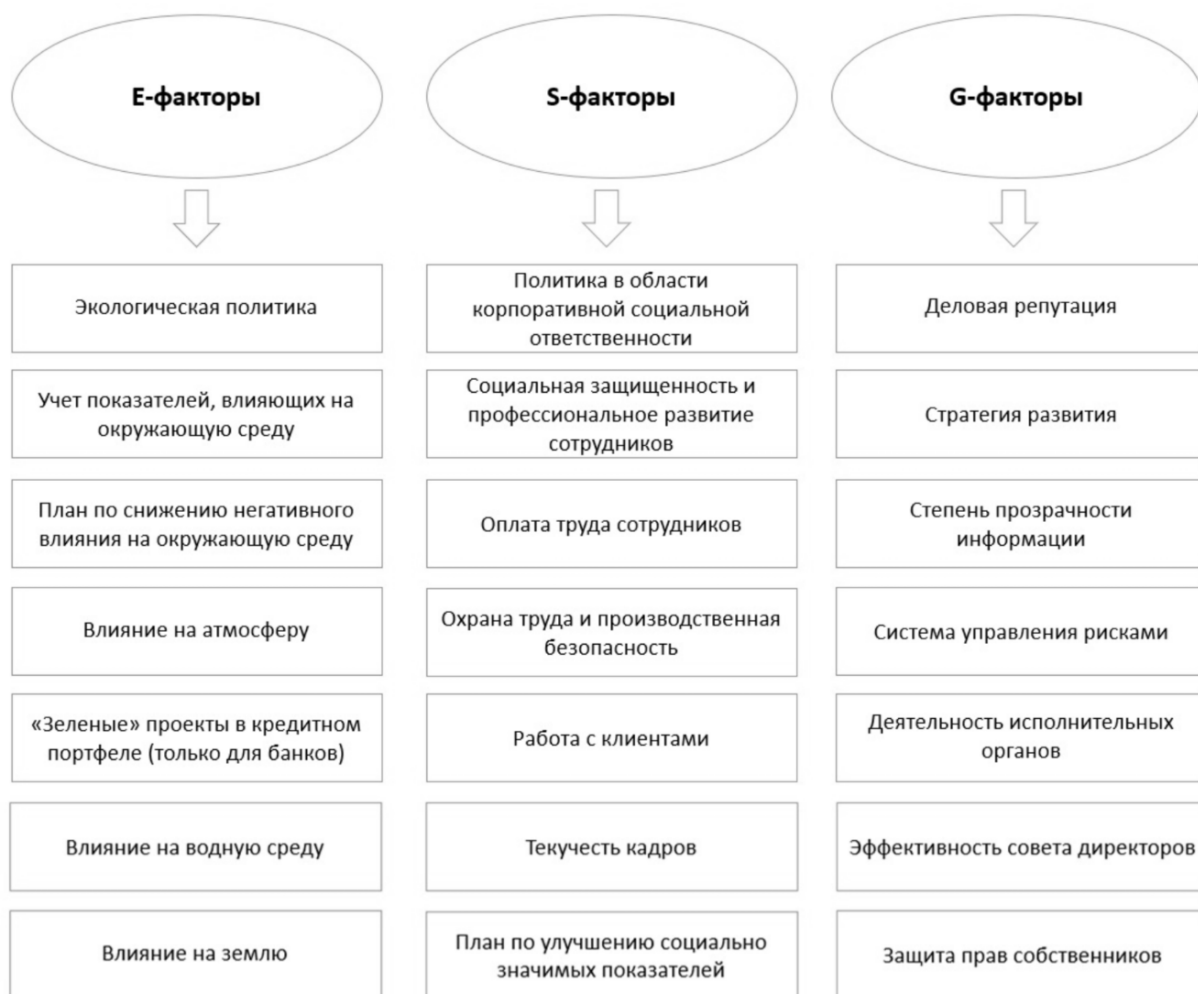 E-факторы
S-факторы
G-факторы
Экологическая политика
Политика в области
корпоративной социальной
ответственности
Деловая репутация
Учет показателей, влияющих на
окружающую среду
Социальная защищенность и
профессиональное развитие
сотрудников
Стратегия развития
План по снижению негативного
влияния на окружающую среду
Оплата труда сотрудников
Степень прозрачности
информации
Влияние на атмосферу
Охрана труда и производственная
безопасность
Система управления рисками
«Зеленые» проекты в кредитном
портфеле (только для банков)
Работа с клиентами
Деятельность исполнительных
органов
Влияние на водную среду
Текучесть кадров
Эффективность совета директоров
Влияние на землю
План по улучшению социально
значимых показателей
Защита прав собственников